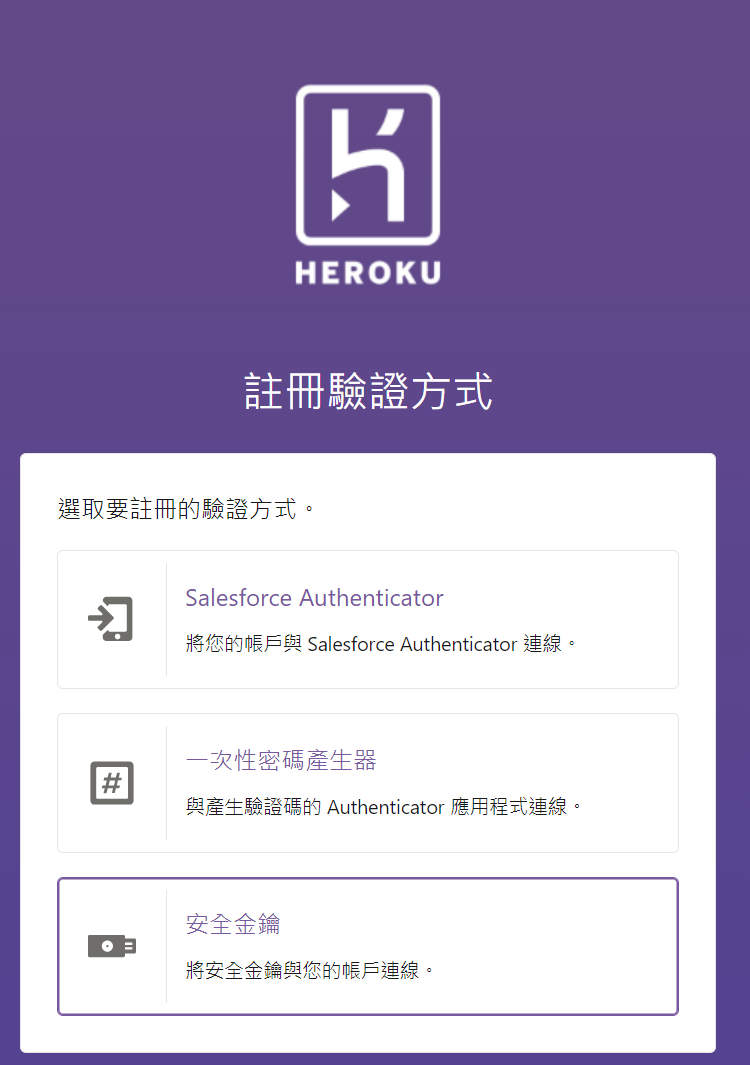 HEROKU
註冊驗證方式
選取要註冊的驗證方式。
Salesforce Authenticator
將您的帳戶與 Salesforce Authenticator 連線。
#
一次性密碼產生器
與產生驗證碼的 Authenticator 應用程式連線。
安全金鑰
將安全金鑰與您的帳戶連線。